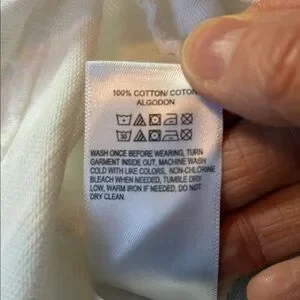 100% COTTON/ COTON
ALGODON
WASH ONCE BEFORE WEARING, TURN
GARMENT INSIDE OUT, MACHINE WASH
COLD WITH LIKE COLORS, NON-CHLORINE
BLEACH WHEN NEEDED, TUMBLE DRY
LOW, WARM IRON IF NEEDED, DO NOT
DRY CLEAN.